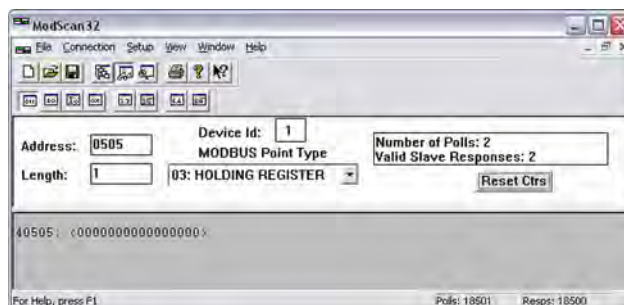 ModScan32
File Connection Setup View Window Help
Address: 0505
Device Id: 1
MODBUS Point Type
Length: 1
03: HOLDING REGISTER
Number of Polls: 2
Valid Slave Responses: 2
Reset Ctrs
40505: <0000000000000000>
For Help, press F1
Polls: 18501 Resps: 18500